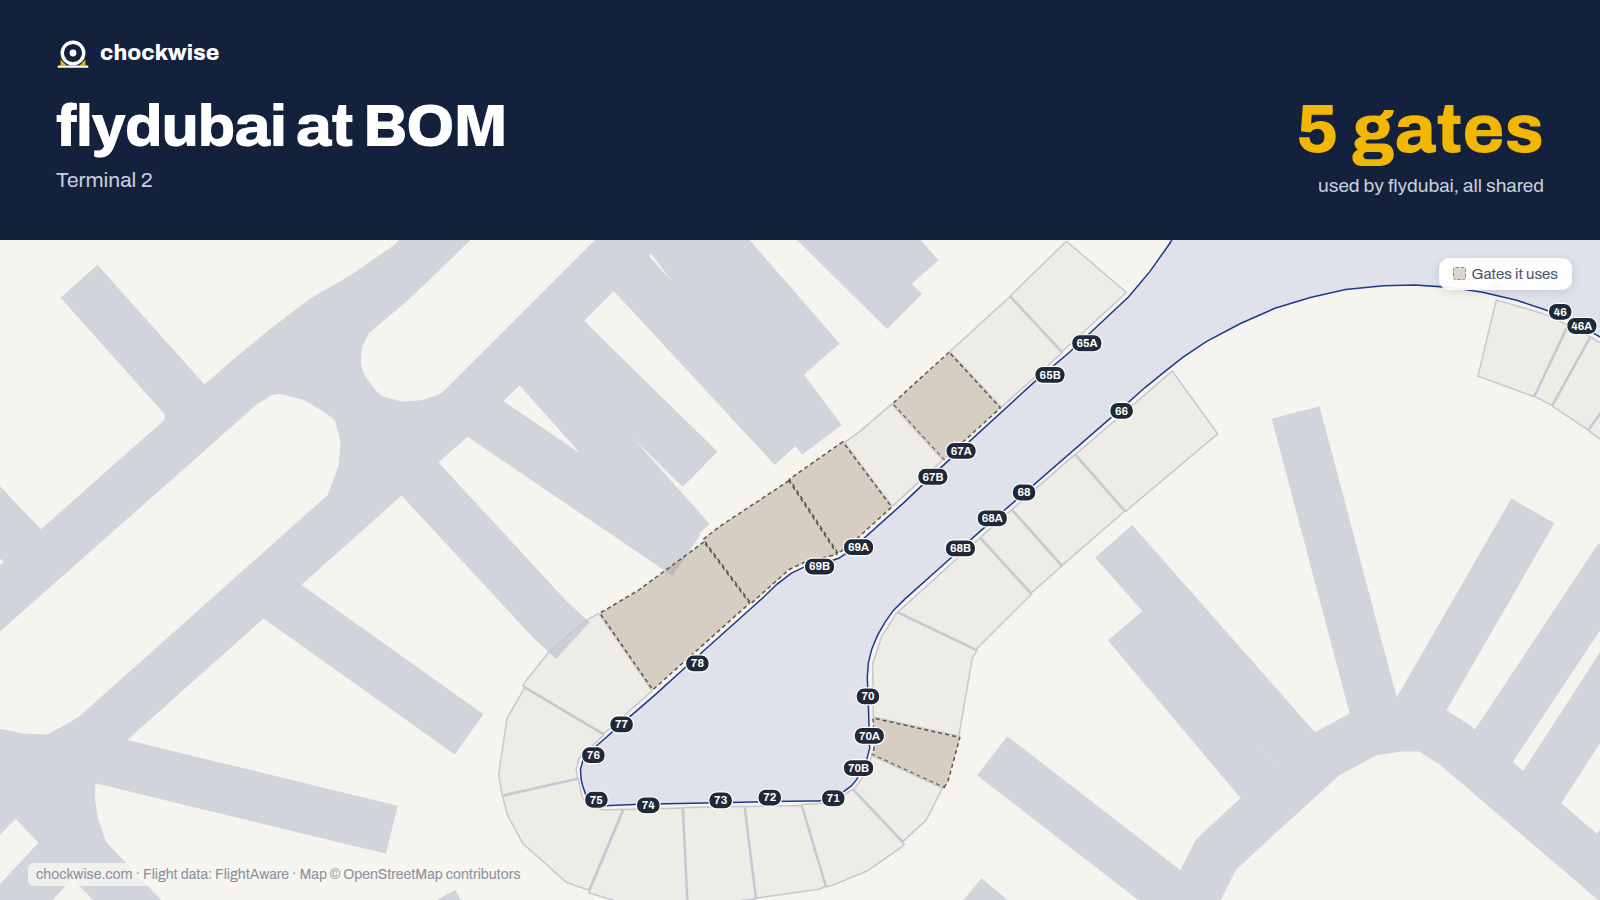 chockwise
flydubai at BOM
Terminal 2
5 gates
used by flydubai, all shared
Gates it uses
46
46A
65A
65B
66
67A
67B
68
68A
69A
68B
69B
78
70
77
70A
76
70B
75
74
73
72
71
chockwise.com · Flight data: FlightAware · Map © OpenStreetMap contributors